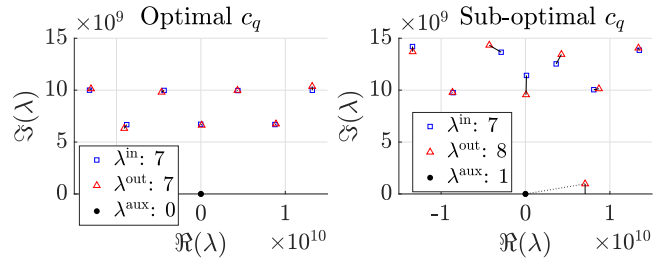 Optimal c_q
×10⁹
15
10
5
0
ℑ(λ)
λ^in: 7
λ^out: 7
λ^aux: 0
0
1
ℜ(λ)
×10¹⁰
Sub-optimal c_q
×10⁹
15
10
5
0
ℑ(λ)
λ^in: 7
λ^out: 8
λ^aux: 1
-1
0
1
ℜ(λ)
×10¹⁰